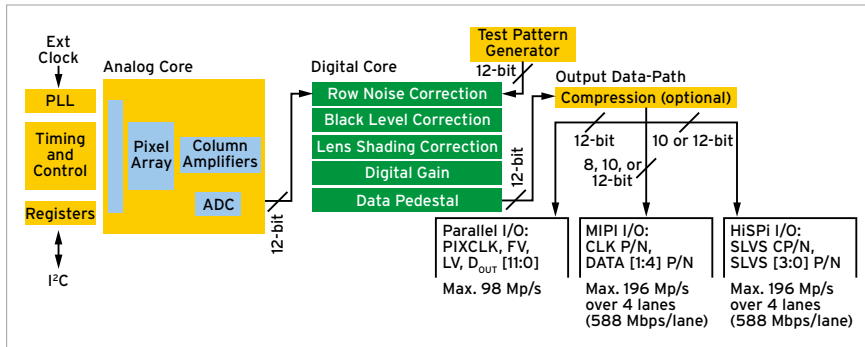 Ext
Clock
PLL
Timing
and
Control
Registers
I²C
Analog Core
Pixel
Array
Column
Amplifiers
ADC
12-bit
Digital Core
Row Noise Correction
Black Level Correction
Lens Shading Correction
Digital Gain
Data Pedestal
Test Pattern
Generator
12-bit
12-bit
Output Data-Path
Compression (optional)
12-bit
8, 10, or
12-bit
10 or 12-bit
Parallel I/O:
PIXCLK, FV,
LV, D_OUT [11:0]
Max. 98 Mp/s
MIPI I/O:
CLK P/N,
DATA [1:4] P/N
Max. 196 Mp/s
over 4 lanes
(588 Mbps/lane)
HiSPi I/O:
SLVS CP/N,
SLVS [3:0] P/N
Max. 196 Mp/s
over 4 lanes
(588 Mbps/lane)